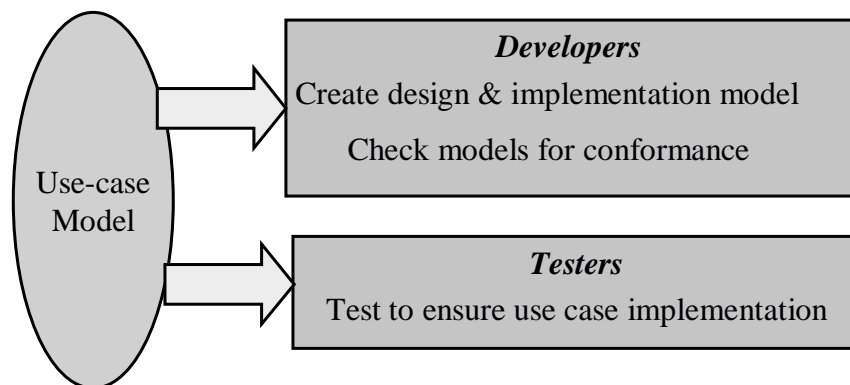 Use-case
Model
Developers
Create design & implementation model
Check models for conformance
Testers
Test to ensure use case implementation